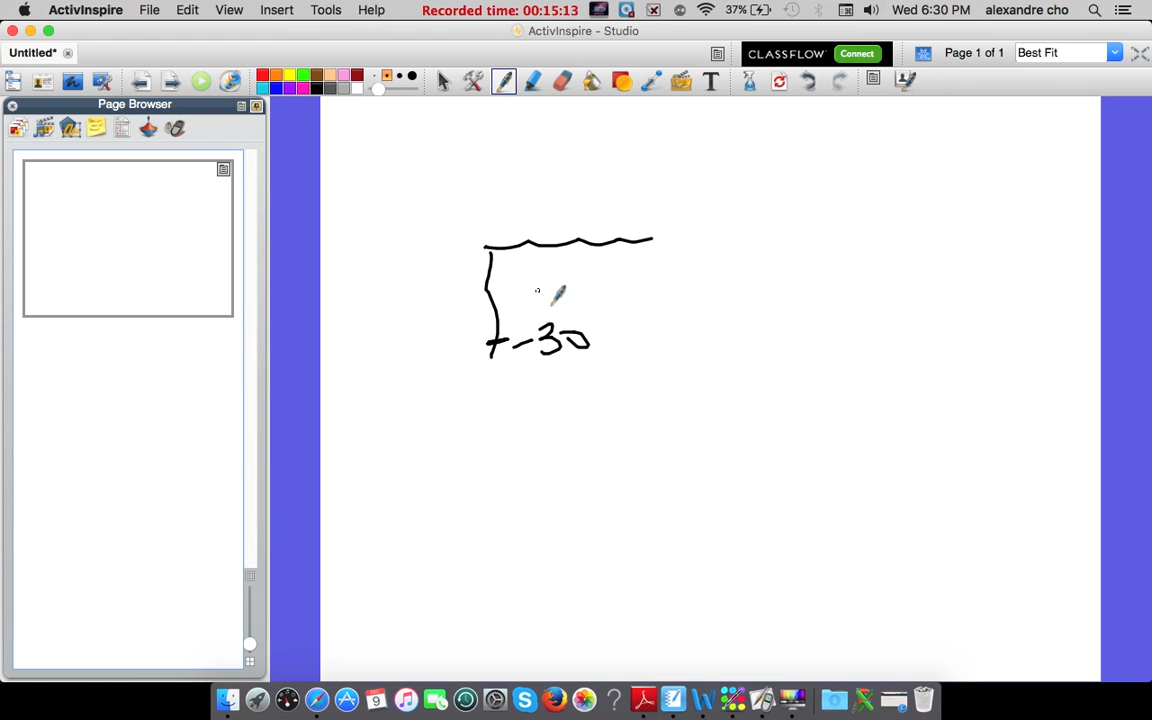 ActivInspire File Edit View Insert Tools Help Recorded time: 00:15:13 37% Wed 6:30 PM alexandre cho
ActivInspire - Studio
Untitled* CLASSFLOW Connect Page 1 of 1 Best Fit
Page Browser
-30